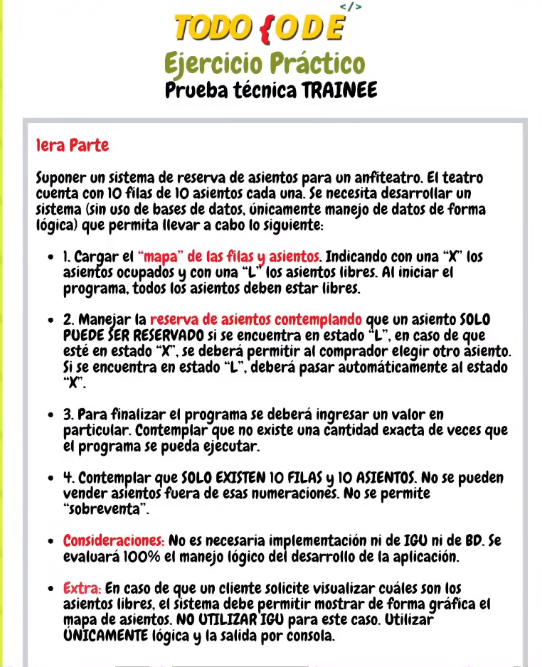 </>
TODO {ODE
Ejercicio Práctico
Prueba técnica TRAINEE
1era Parte
Suponer un sistema de reserva de asientos para un anfiteatro. El teatro
cuenta con 10 filas de 10 asientos cada una. Se necesita desarrollar un
sistema (sin uso de bases de datos, únicamente manejo de datos de forma
lógica) que permita llevar a cabo lo siguiente:
• 1. Cargar el “mapa” de las filas y asientos. Indicando con una “X” los
asientos ocupados y con una “L” los asientos libres. Al iniciar el
programa, todos los asientos deben estar libres.
• 2. Manejar la reserva de asientos contemplando que un asiento SOLO
PUEDE SER RESERVADO si se encuentra en estado “L”, en caso de que
esté en estado “X”, se deberá permitir al comprador elegir otro asiento.
Si se encuentra en estado “L”, deberá pasar automáticamente al estado
“X”.
• 3. Para finalizar el programa se deberá ingresar un valor en
particular. Contemplar que no existe una cantidad exacta de veces que
el programa se pueda ejecutar.
• 4. Contemplar que SOLO EXISTEN 10 FILAS y 10 ASIENTOS. No se pueden
vender asientos fuera de esas numeraciones. No se permite
“sobreventa”.
• Consideraciones: No es necesaria implementación ni de IGU ni de BD. Se
evaluará 100% el manejo lógico del desarrollo de la aplicación.
• Extra: En caso de que un cliente solicite visualizar cuáles son los
asientos libres, el sistema debe permitir mostrar de forma gráfica el
mapa de asientos. NO UTILIZAR IGU para este caso. Utilizar
ÚNICAMENTE lógica y la salida por consola.